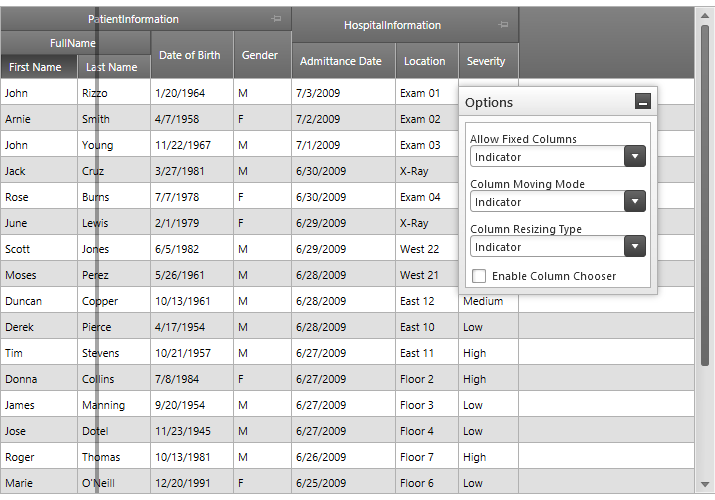 PatientInformation HospitalInformation
FullName Date of Birth Gender
First Name Last Name Admittance Date Location Severity
John Rizzo 1/20/1964 M 7/3/2009 Exam 01
Arnie Smith 4/7/1958 F 7/2/2009 Exam 02
John Young 11/22/1967 M 7/1/2009 Exam 03
Jack Cruz 3/27/1981 M 6/30/2009 X-Ray
Rose Burns 7/7/1978 F 6/30/2009 Exam 04
June Lewis 2/1/1979 F 6/29/2009 X-Ray
Scott Jones 6/5/1982 M 6/29/2009 West 22
Moses Perez 5/26/1961 M 6/28/2009 West 21
Duncan Copper 10/13/1961 M 6/28/2009 East 12 Medium
Derek Pierce 4/17/1954 M 6/28/2009 East 10 Low
Tim Stevens 10/21/1957 M 6/27/2009 East 11 High
Donna Collins 7/8/1984 F 6/27/2009 Floor 2 High
James Manning 9/20/1954 M 6/27/2009 Floor 3 Low
Jose Dotel 11/23/1945 M 6/27/2009 Floor 4 Low
Roger Thomas 10/13/1981 M 6/26/2009 Floor 7 High
Marie O'Neill 12/20/1991 F 6/25/2009 Floor 6 Low
Options
Allow Fixed Columns
Indicator
Column Moving Mode
Indicator
Column Resizing Type
Indicator
Enable Column Chooser